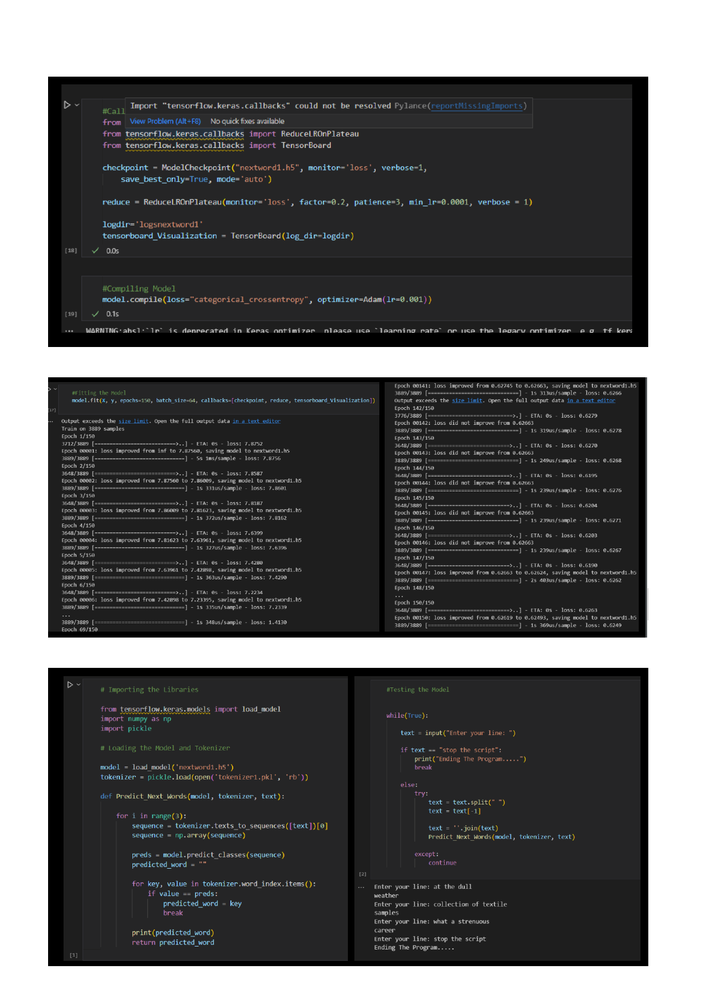 Import "tensorflow.keras.callbacks" could not be resolved Pylance(reportMissingImports)
View Problem (Alt+F8) No quick fixes available
#Call
from
from tensorflow.keras.callbacks import ReduceLROnPlateau
from tensorflow.keras.callbacks import TensorBoard
checkpoint = ModelCheckpoint("nextword1.h5", monitor='loss', verbose=1,
save_best_only=True, mode='auto')
reduce = ReduceLROnPlateau(monitor='loss', factor=0.2, patience=3, min_lr=0.0001, verbose = 1)
logdir='logsnextword1'
tensorboard_Visualization = TensorBoard(log_dir=logdir)
[18] 0.0s
#Compiling Model
model.compile(loss="categorical_crossentropy", optimizer=Adam(lr=0.001))
[19] 0.1s
... WARNING:absl:`lr` is deprecated in Keras optimizer, please use `learning_rate` or use the legacy optimizer, e.g., tf.kera
#Fitting the Model
model.fit(X, y, epochs=150, batch_size=64, callbacks=[checkpoint, reduce, tensorboard_Visualization])
[17]
... Output exceeds the size limit. Open the full output data in a text editor
Train on 3889 samples
Epoch 1/150
3712/3889 [===========================>..] - ETA: 0s - loss: 7.8752
Epoch 00001: loss improved from inf to 7.87560, saving model to nextword1.h5
3889/3889 [==============================] - 5s 1ms/sample - loss: 7.8756
Epoch 2/150
3648/3889 [===========================>..] - ETA: 0s - loss: 7.8587
Epoch 00002: loss improved from 7.87560 to 7.86009, saving model to nextword1.h5
3889/3889 [==============================] - 1s 331us/sample - loss: 7.8601
Epoch 3/150
3648/3889 [===========================>..] - ETA: 0s - loss: 7.8187
Epoch 00003: loss improved from 7.86009 to 7.81623, saving model to nextword1.h5
3889/3889 [==============================] - 1s 372us/sample - loss: 7.8162
Epoch 4/150
3648/3889 [===========================>..] - ETA: 0s - loss: 7.6399
Epoch 00004: loss improved from 7.81623 to 7.63961, saving model to nextword1.h5
3889/3889 [==============================] - 1s 327us/sample - loss: 7.6396
Epoch 5/150
3648/3889 [===========================>..] - ETA: 0s - loss: 7.4280
Epoch 00005: loss improved from 7.63961 to 7.42898, saving model to nextword1.h5
3889/3889 [==============================] - 1s 363us/sample - loss: 7.4290
Epoch 6/150
3648/3889 [===========================>..] - ETA: 0s - loss: 7.2234
Epoch 00006: loss improved from 7.42898 to 7.23395, saving model to nextword1.h5
3889/3889 [==============================] - 1s 335us/sample - loss: 7.2339
...
3889/3889 [==============================] - 1s 348us/sample - loss: 1.4130
Epoch 69/150
Epoch 00141: loss improved from 0.62745 to 0.62663, saving model to nextword1.h5
3889/3889 [==============================] - 1s 313us/sample - loss: 0.6266
Output exceeds the size limit. Open the full output data in a text editor
Epoch 142/150
3776/3889 [============================>.] - ETA: 0s - loss: 0.6279
Epoch 00142: loss did not improve from 0.62663
3889/3889 [==============================] - 1s 319us/sample - loss: 0.6278
Epoch 143/150
3648/3889 [===========================>..] - ETA: 0s - loss: 0.6270
Epoch 00143: loss did not improve from 0.62663
3889/3889 [==============================] - 1s 249us/sample - loss: 0.6268
Epoch 144/150
3648/3889 [===========================>..] - ETA: 0s - loss: 0.6195
Epoch 00144: loss did not improve from 0.62663
3889/3889 [==============================] - 1s 239us/sample - loss: 0.6276
Epoch 145/150
3648/3889 [===========================>..] - ETA: 0s - loss: 0.6204
Epoch 00145: loss did not improve from 0.62663
3889/3889 [==============================] - 1s 239us/sample - loss: 0.6271
Epoch 146/150
3648/3889 [===========================>..] - ETA: 0s - loss: 0.6203
Epoch 00146: loss did not improve from 0.62663
3889/3889 [==============================] - 1s 239us/sample - loss: 0.6267
Epoch 147/150
3648/3889 [===========================>..] - ETA: 0s - loss: 0.6190
Epoch 00147: loss improved from 0.62663 to 0.62624, saving model to nextword1.h5
3889/3889 [==============================] - 2s 403us/sample - loss: 0.6262
Epoch 148/150
...
Epoch 150/150
3648/3889 [===========================>..] - ETA: 0s - loss: 0.6263
Epoch 00150: loss improved from 0.62619 to 0.62493, saving model to nextword1.h5
3889/3889 [==============================] - 1s 369us/sample - loss: 0.6249
# Importing the Libraries
from tensorflow.keras.models import load_model
import numpy as np
import pickle
# Loading the Model and Tokenizer
model = load_model('nextword1.h5')
tokenizer = pickle.load(open('tokenizer1.pkl', 'rb'))
def Predict_Next_Words(model, tokenizer, text):
for i in range(3):
sequence = tokenizer.texts_to_sequences([text])[0]
sequence = np.array(sequence)
preds = model.predict_classes(sequence)
predicted_word = ""
for key, value in tokenizer.word_index.items():
if value == preds:
predicted_word = key
break
print(predicted_word)
return predicted_word
[1]
#Testing the Model
while(True):
text = input("Enter your line: ")
if text == "stop the script":
print("Ending The Program.....")
break
else:
try:
text = text.split(" ")
text = text[-1]
text = ''.join(text)
Predict_Next_Words(model, tokenizer, text)
except:
continue
[2]
... Enter your line: at the dull
weather
Enter your line: collection of textile
samples
Enter your line: what a strenuous
career
Enter your line: stop the script
Ending The Program.....